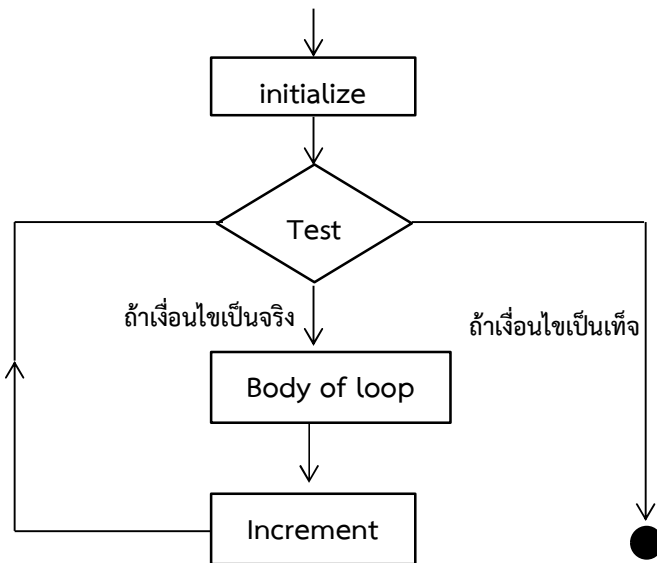 initialize
Test
ถ้าเงื่อนไขเป็นจริง
ถ้าเงื่อนไขเป็นเท็จ
Body of loop
Increment